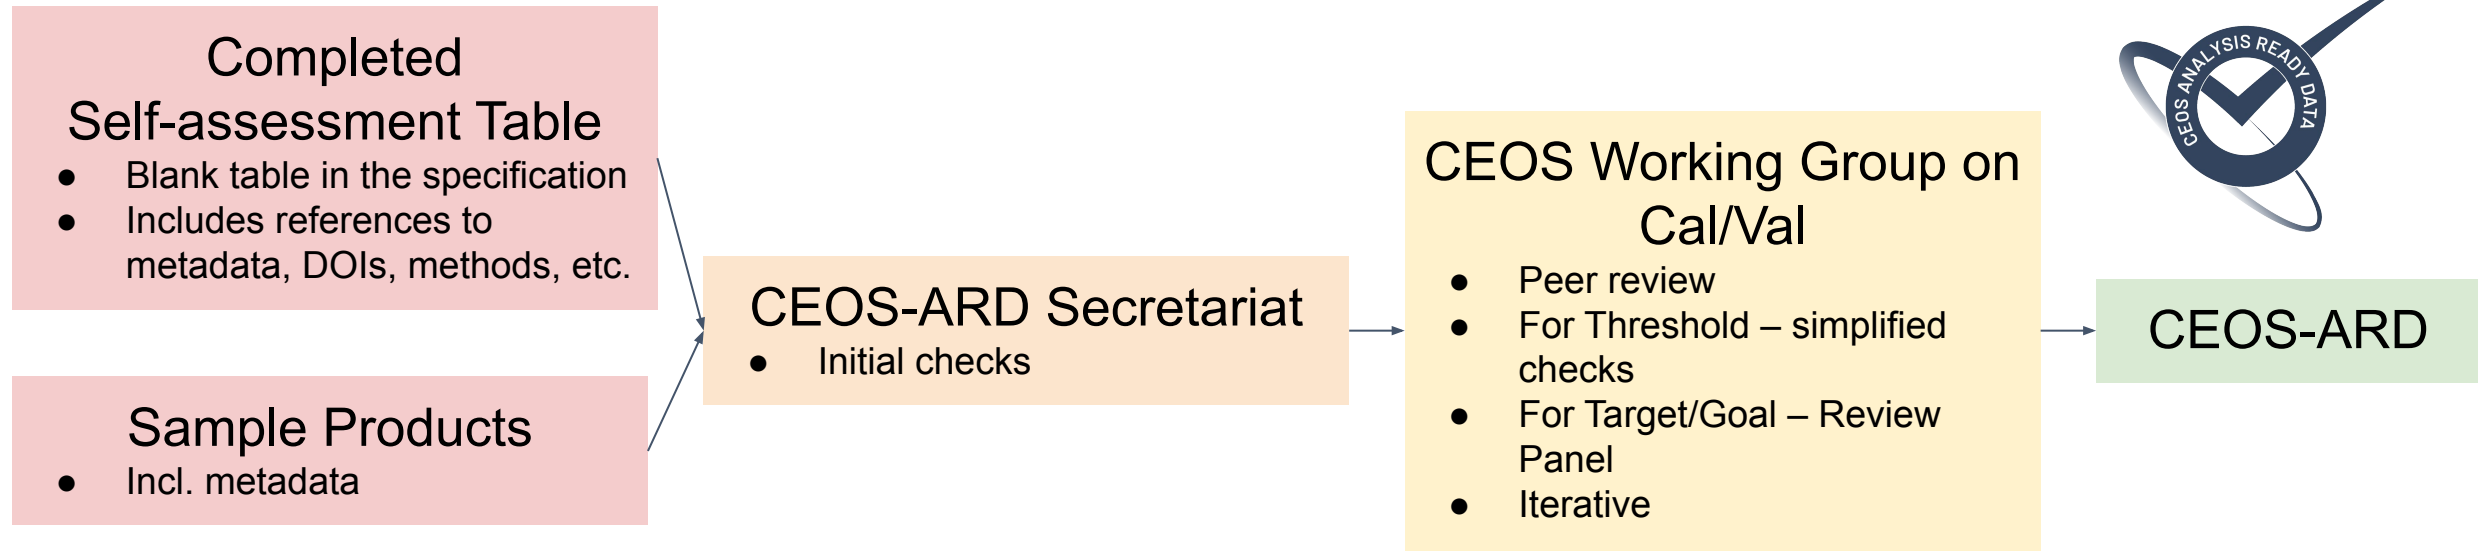 Completed
Self-assessment Table
● Blank table in the specification
● Includes references to
metadata, DOIs, methods, etc.
Sample Products
● Incl. metadata
CEOS-ARD Secretariat
● Initial checks
CEOS Working Group on
Cal/Val
● Peer review
● For Threshold – simplified
checks
● For Target/Goal – Review
Panel
● Iterative
CEOS ANALYSIS READY DATA
CEOS-ARD